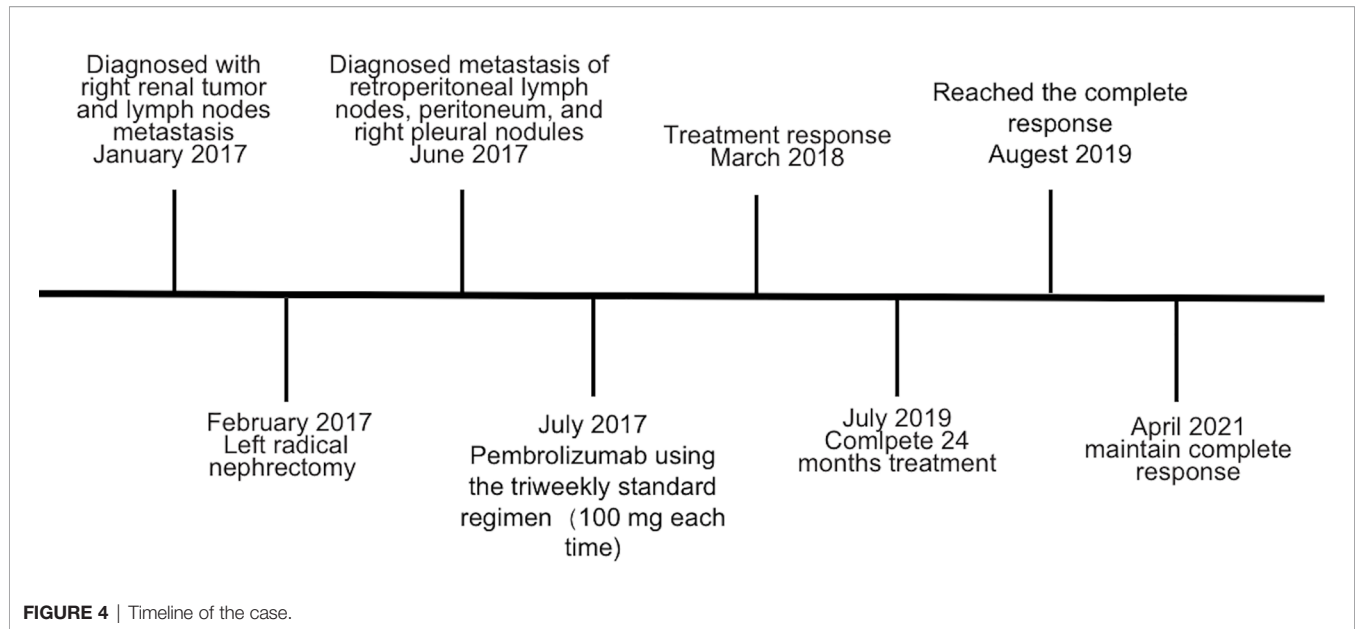 Diagnosed with
right renal tumor
and lymph nodes
metastasis
January 2017
Diagnosed metastasis of
retroperitoneal lymph
nodes, peritoneum, and
right pleural nodules
June 2017
Treatment response
March 2018
Reached the complete
response
Augest 2019
February 2017
Left radical
nephrectomy
July 2017
Pembrolizumab using
the triweekly standard
regimen（100 mg each
time)
July 2019
Comlpete 24
months treatment
April 2021
maintain complete
response
FIGURE 4 | Timeline of the case.